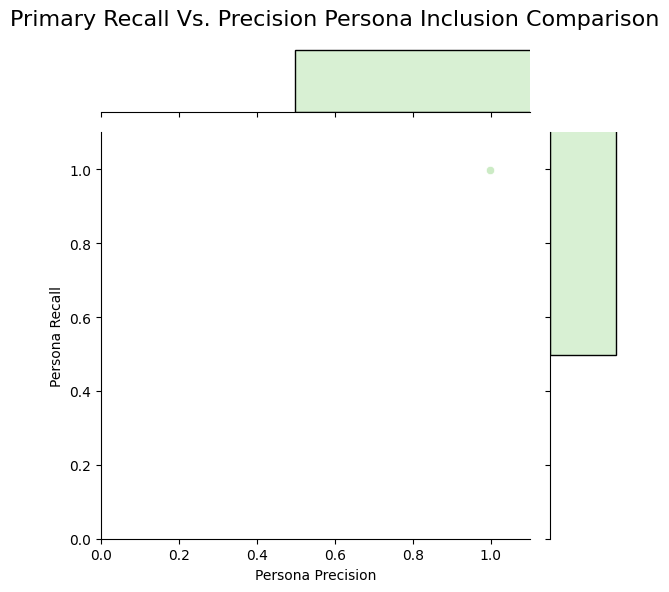 Primary Recall Vs. Precision Persona Inclusion Comparison
1.0
0.8
0.6
0.4
0.2
0.0
Persona Recall
0.0 0.2 0.4 0.6 0.8 1.0
Persona Precision